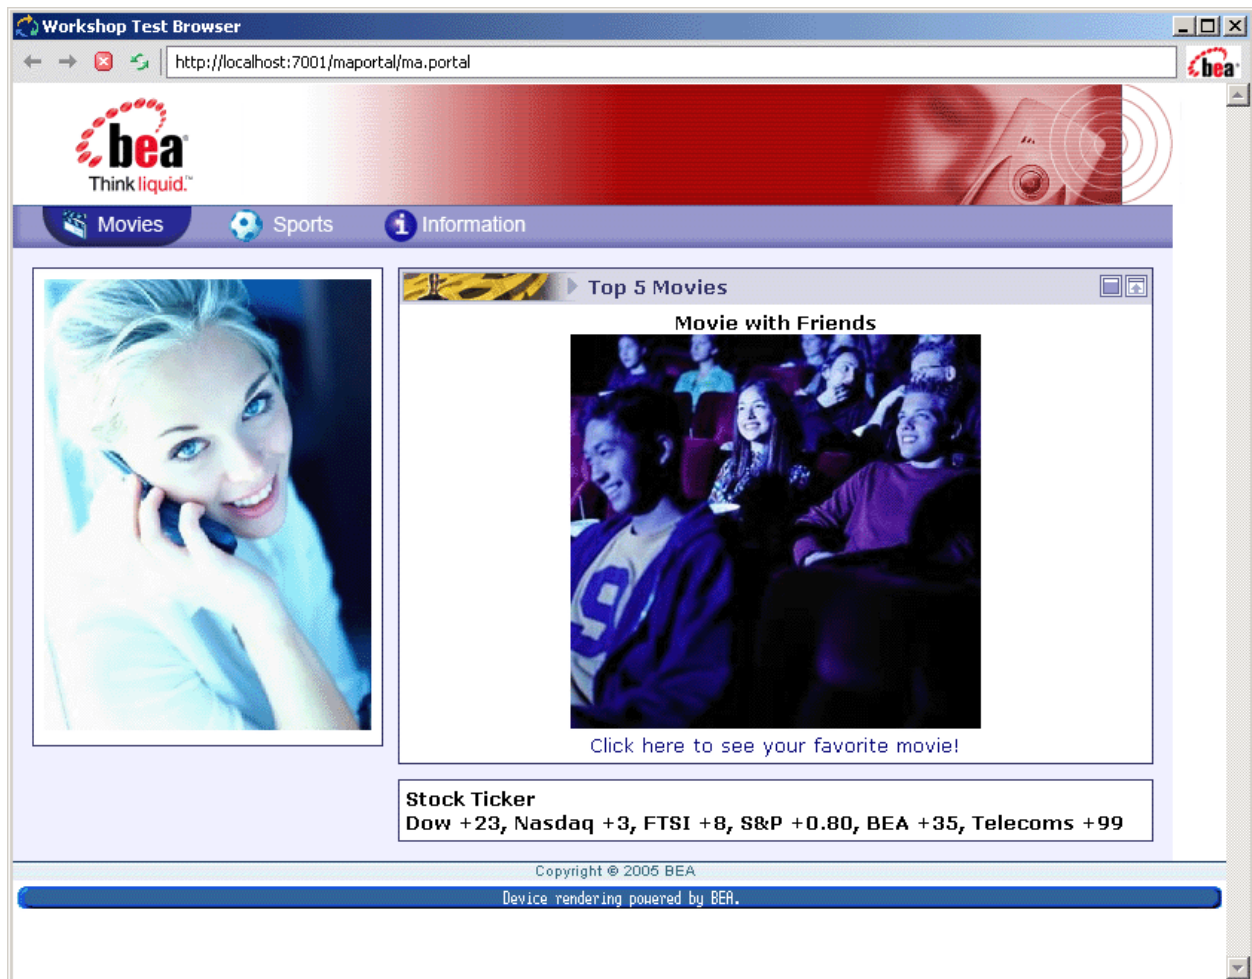 Workshop Test Browser
http://localhost:7001/maportal/ma.portal
bea
bea
Think liquid.™
Movies
Sports
Information
Top 5 Movies
Movie with Friends
9
Click here to see your favorite movie!
Stock Ticker
Dow +23, Nasdaq +3, FTSI +8, S&P +0.80, BEA +35, Telecoms +99
Copyright © 2005 BEA
Device rendering powered by BEA.